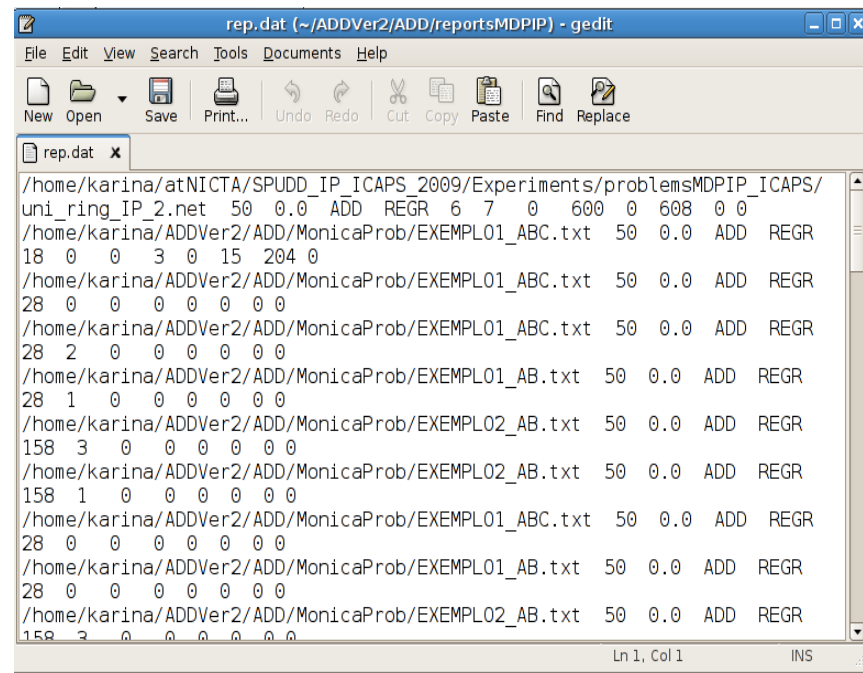 rep.dat (~/ADDVer2/ADD/reportsMDPIP) - gedit
File Edit View Search Tools Documents Help
New Open Save Print... Undo Redo Cut Copy Paste Find Replace
rep.dat x
/home/karina/atNICTA/SPUDD_IP_ICAPS_2009/Experiments/problemsMDPIP_ICAPS/
uni_ring_IP_2.net 50 0.0 ADD REGR 6 7 0 600 0 608 0 0
/home/karina/ADDVer2/ADD/MonicaProb/EXEMPLO1_ABC.txt 50 0.0 ADD REGR
18 0 0 3 0 15 204 0
/home/karina/ADDVer2/ADD/MonicaProb/EXEMPLO1_ABC.txt 50 0.0 ADD REGR
28 0 0 0 0 0 0 0
/home/karina/ADDVer2/ADD/MonicaProb/EXEMPLO1_ABC.txt 50 0.0 ADD REGR
28 2 0 0 0 0 0 0
/home/karina/ADDVer2/ADD/MonicaProb/EXEMPLO1_AB.txt 50 0.0 ADD REGR
28 1 0 0 0 0 0 0
/home/karina/ADDVer2/ADD/MonicaProb/EXEMPLO2_AB.txt 50 0.0 ADD REGR
158 3 0 0 0 0 0 0
/home/karina/ADDVer2/ADD/MonicaProb/EXEMPLO2_AB.txt 50 0.0 ADD REGR
158 1 0 0 0 0 0 0
/home/karina/ADDVer2/ADD/MonicaProb/EXEMPLO1_ABC.txt 50 0.0 ADD REGR
28 0 0 0 0 0 0 0
/home/karina/ADDVer2/ADD/MonicaProb/EXEMPLO1_AB.txt 50 0.0 ADD REGR
28 0 0 0 0 0 0 0
/home/karina/ADDVer2/ADD/MonicaProb/EXEMPLO2_AB.txt 50 0.0 ADD REGR
158 3 0 0 0 0 0 0
Ln 1, Col 1 INS